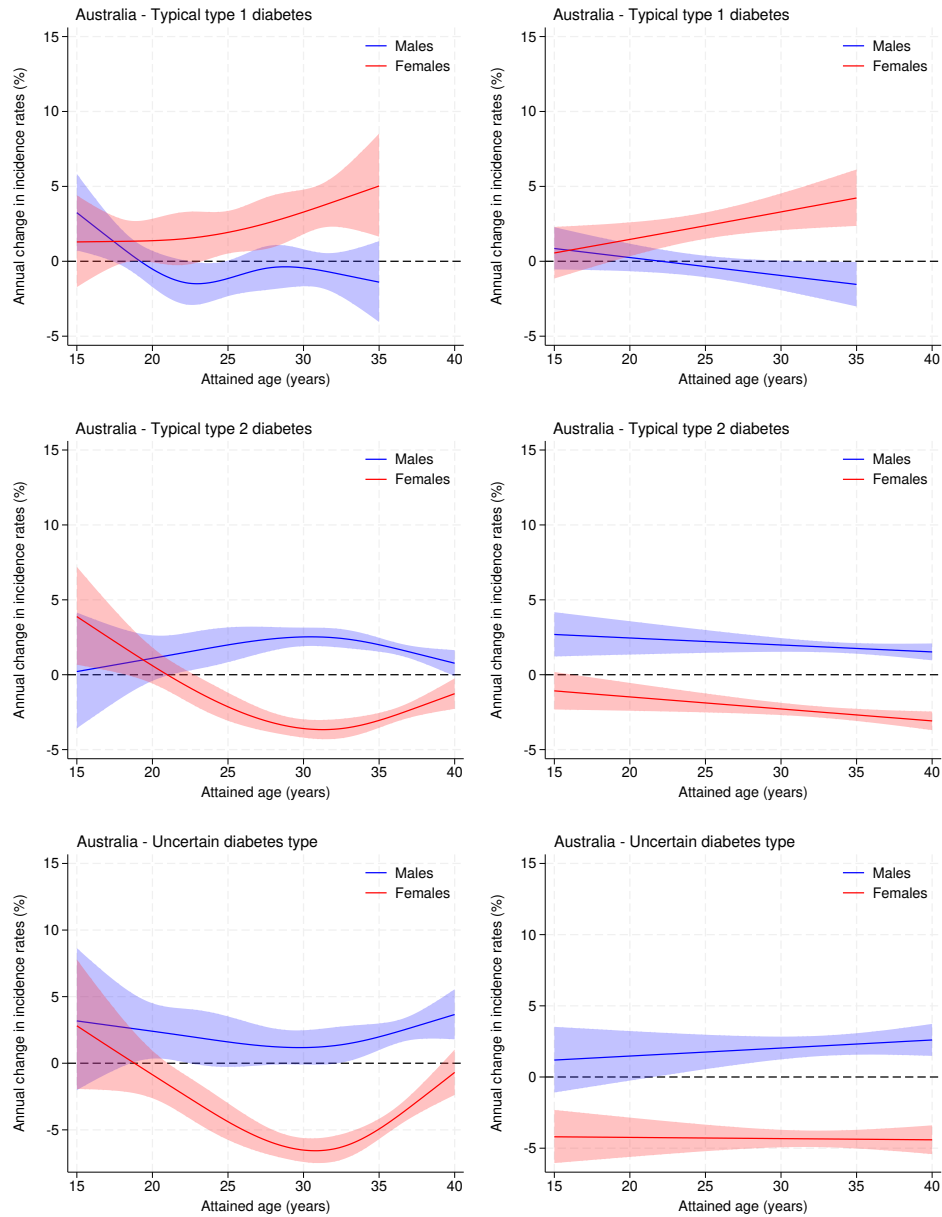 Australia - Typical type 1 diabetes
Males
Females
Annual change in incidence rates (%)
15
10
5
0
-5
15 20 25 30 35 40
Attained age (years)
Australia - Typical type 1 diabetes
Males
Females
Annual change in incidence rates (%)
15
10
5
0
-5
15 20 25 30 35 40
Attained age (years)
Australia - Typical type 2 diabetes
Males
Females
Annual change in incidence rates (%)
15
10
5
0
-5
15 20 25 30 35 40
Attained age (years)
Australia - Typical type 2 diabetes
Males
Females
Annual change in incidence rates (%)
15
10
5
0
-5
15 20 25 30 35 40
Attained age (years)
Australia - Uncertain diabetes type
Males
Females
Annual change in incidence rates (%)
15
10
5
0
-5
15 20 25 30 35 40
Attained age (years)
Australia - Uncertain diabetes type
Males
Females
Annual change in incidence rates (%)
15
10
5
0
-5
15 20 25 30 35 40
Attained age (years)